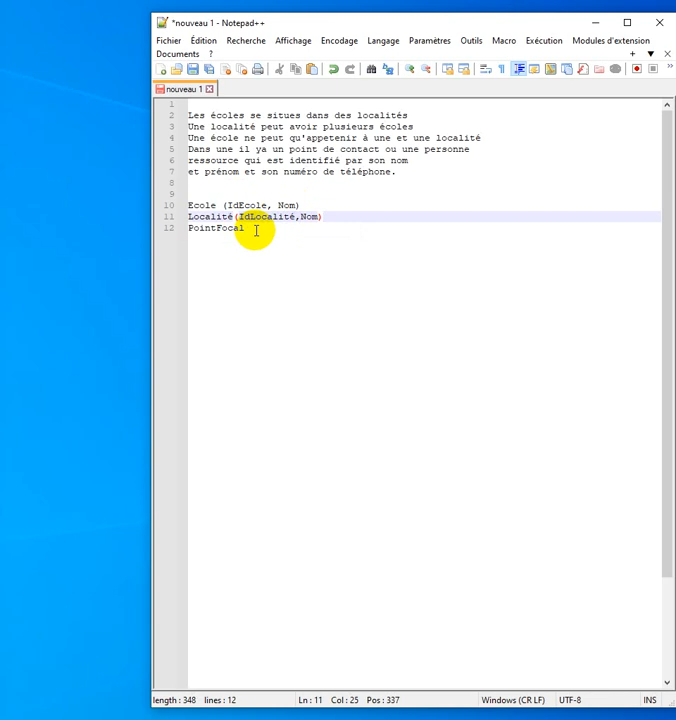 *nouveau 1 - Notepad++
Fichier Édition Recherche Affichage Encodage Langage Paramètres Outils Macro Exécution Modules d'extension
Documents ? + ▼ ✕
nouveau 1
1
2 Les écoles se situes dans des localités
3 Une localité peut avoir plusieurs écoles
4 Une école ne peut qu'appetenir à une et une localité
5 Dans une il ya un point de contact ou une personne
6 ressource qui est identifié par son nom
7 et prénom et son numéro de téléphone.
8
9
10 Ecole (IdEcole, Nom)
11 Localité(IdLocalité,Nom)
12 PointFocal
length : 348 lines : 12 Ln : 11 Col : 25 Pos : 337 Windows (CR LF) UTF-8 INS